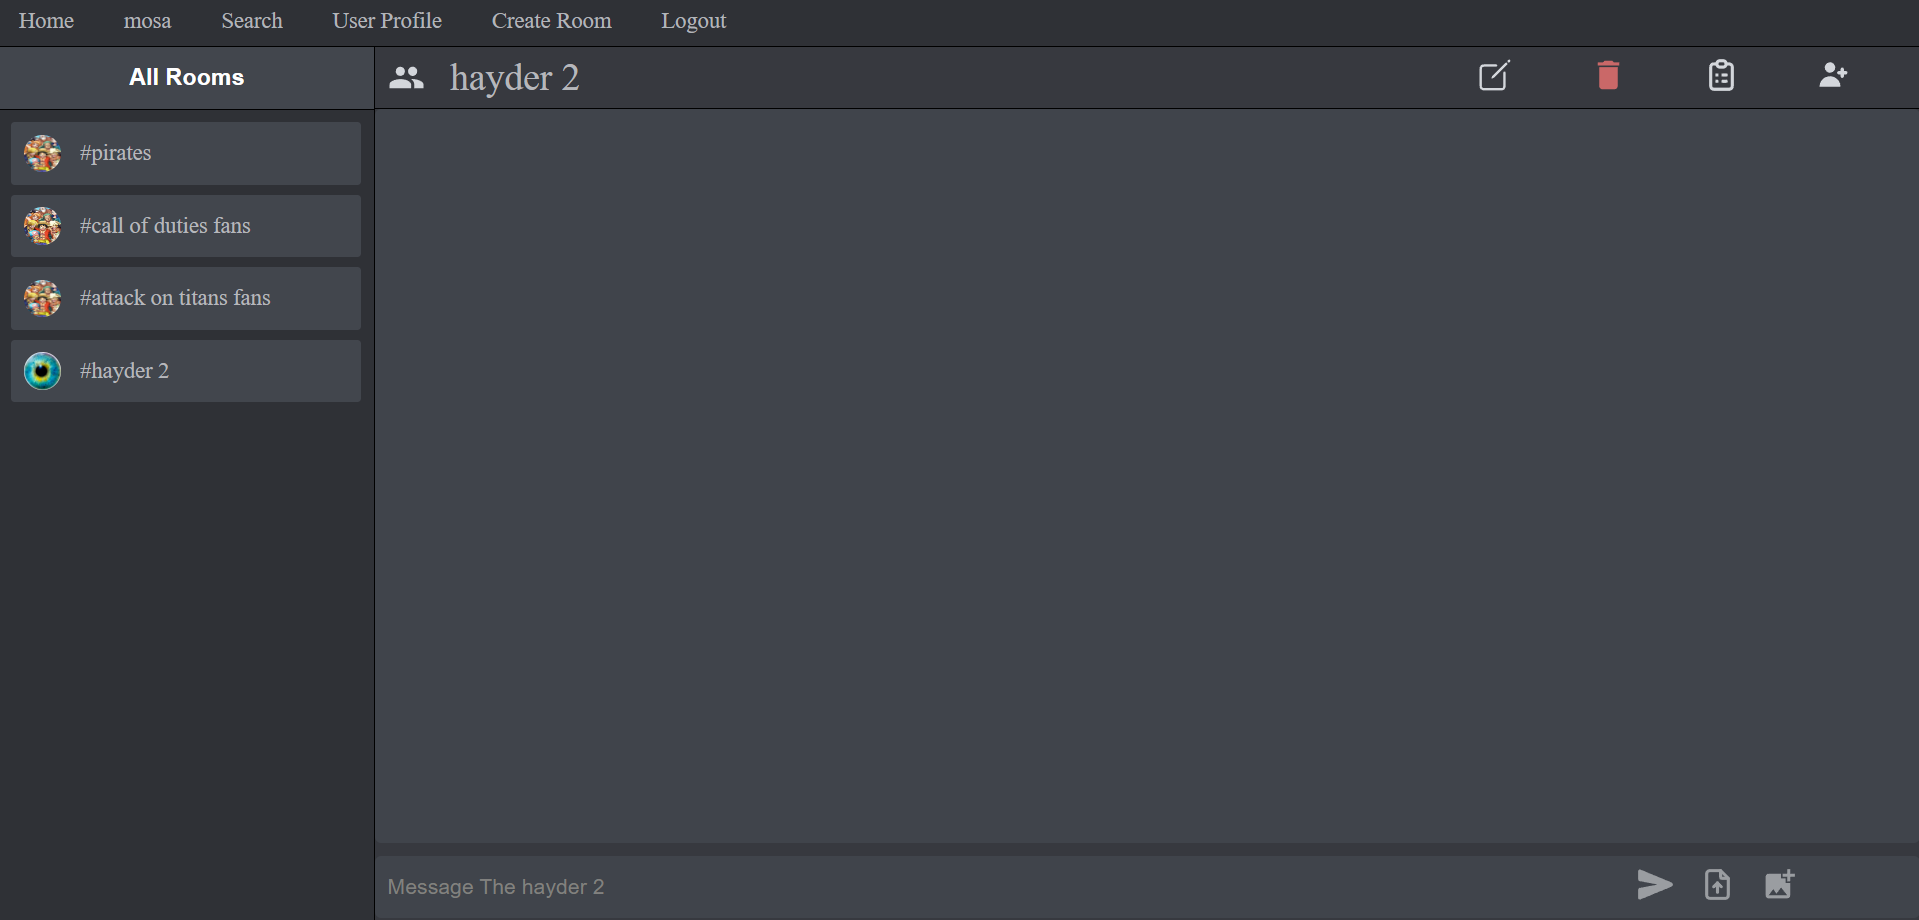 Home mosa Search User Profile Create Room Logout
All Rooms
hayder 2
#pirates
#call of duties fans
#attack on titans fans
#hayder 2
Message The hayder 2